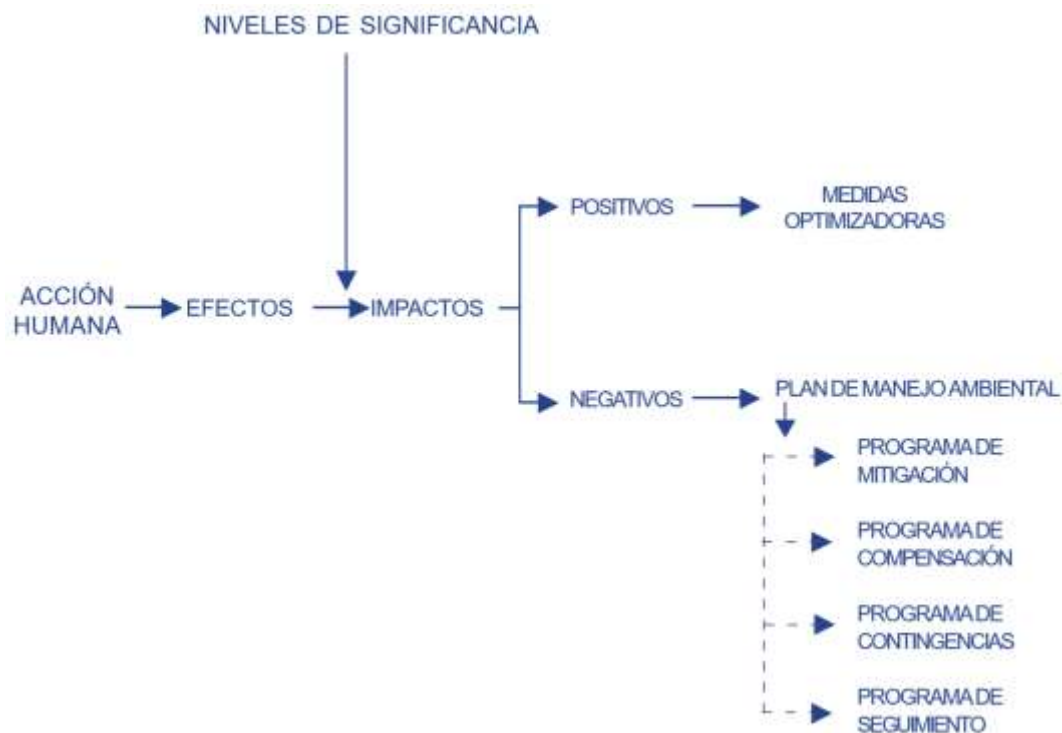 NIVELES DE SIGNIFICANCIA
POSITIVOS
MEDIDAS
OPTIMIZADORAS
ACCIÓN
HUMANA
EFECTOS
IMPACTOS
NEGATIVOS
PLAN DE MANEJO AMBIENTAL
PROGRAMA DE
MITIGACIÓN
PROGRAMA DE
COMPENSACIÓN
PROGRAMA DE
CONTINGENCIAS
PROGRAMA DE
SEGUIMIENTO